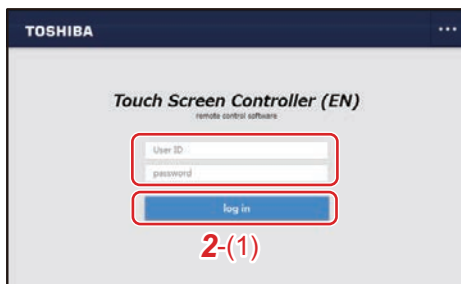 TOSHIBA
Touch Screen Controller (EN)
remote control software
User ID
password
log in
2-(1)